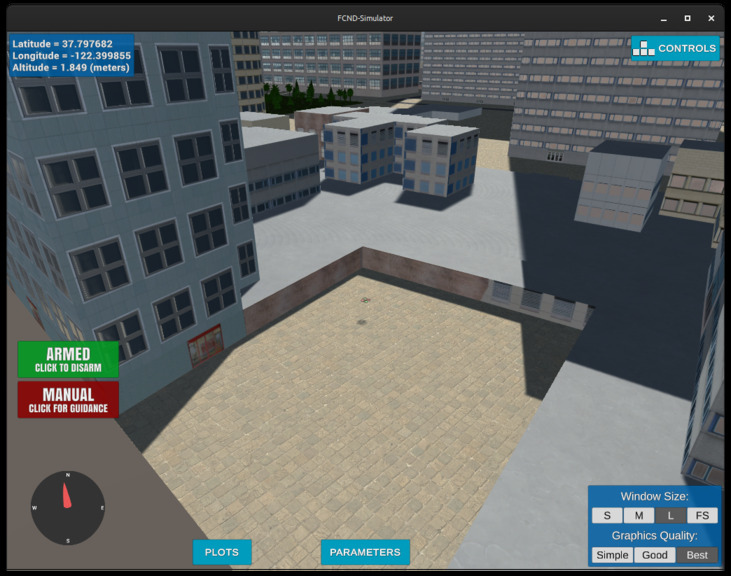 FCND-Simulator
Latitude = 37.797682
Longitude = -122.399855
Altitude = 1.849 (meters)
CONTROLS
ARMED
CLICK TO DISARM
MANUAL
CLICK FOR GUIDANCE
N
W E
S
PLOTS
PARAMETERS
Window Size:
S M L FS
Graphics Quality:
Simple Good Best